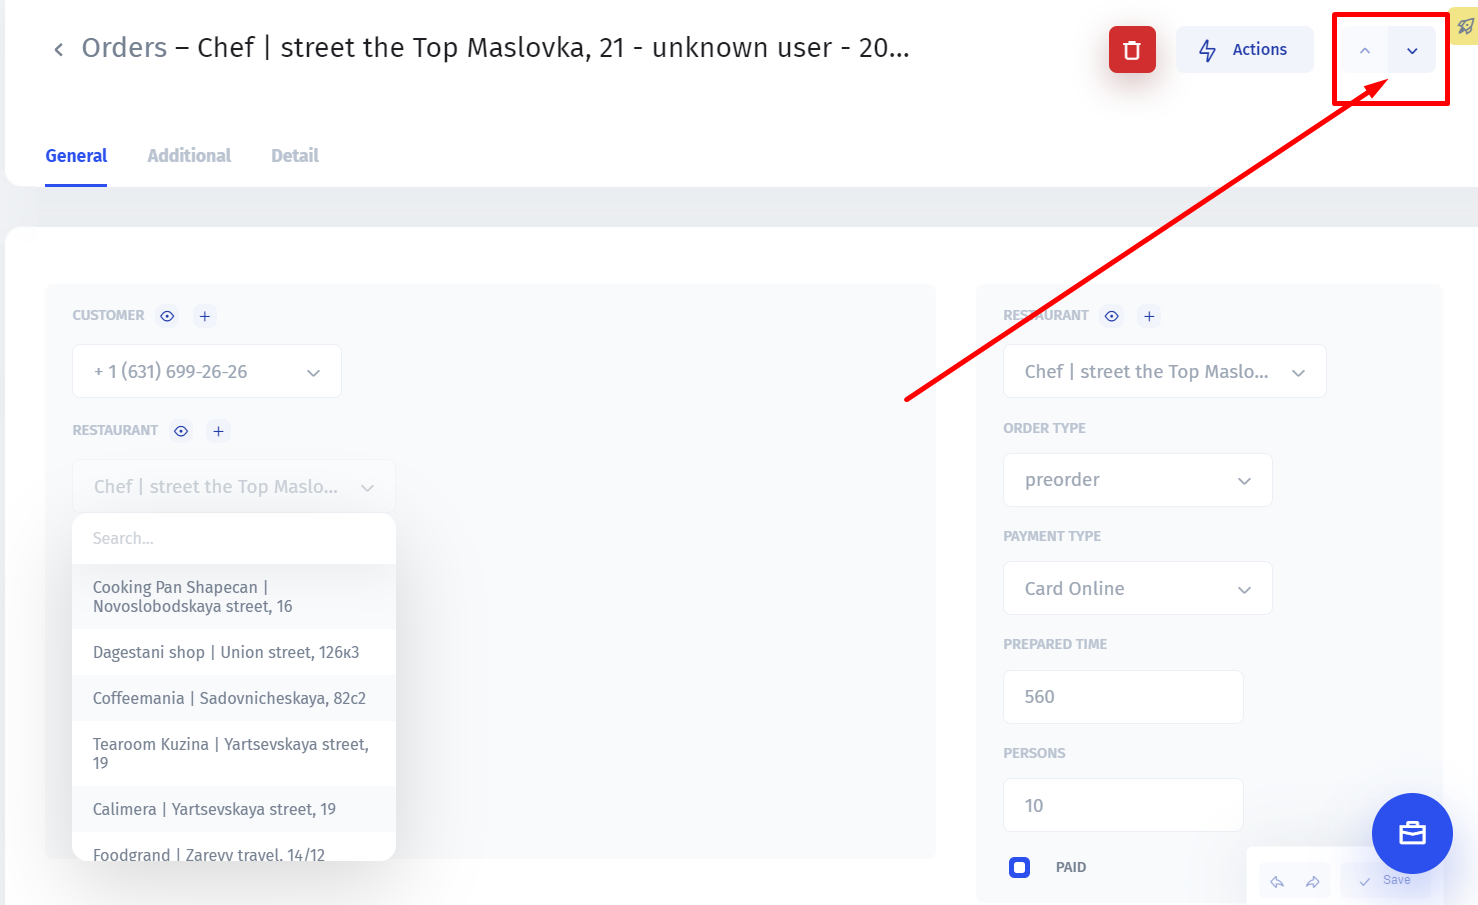 Orders – Chef | street the Top Maslovka, 21 - unknown user - 20...
Actions
General
Additional
Detail
CUSTOMER
+ 1 (631) 699-26-26
RESTAURANT
Chef | street the Top Maslo...
Search...
Cooking Pan Shapecan |
Novoslobodskaya street, 16
Dagestani shop | Union street, 126к3
Coffeemania | Sadovnicheskaya, 82с2
Tearoom Kuzina | Yartsevskaya street,
19
Calimera | Yartsevskaya street, 19
Foodgrand | Zarevy travel, 14/12
RESTAURANT
Chef | street the Top Maslo...
ORDER TYPE
preorder
PAYMENT TYPE
Card Online
PREPARED TIME
560
PERSONS
10
PAID
Save